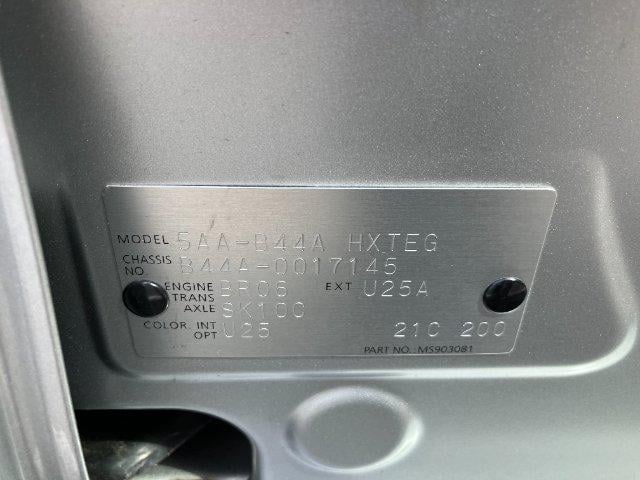 MODEL 5AA-B44A HXTEG
CHASSIS NO. B44A-0017145
ENGINE BR06 EXT U25A
TRANS AXLE SK10C
COLOR. INT U25 21C 200
OPT
PART NO. MS903081